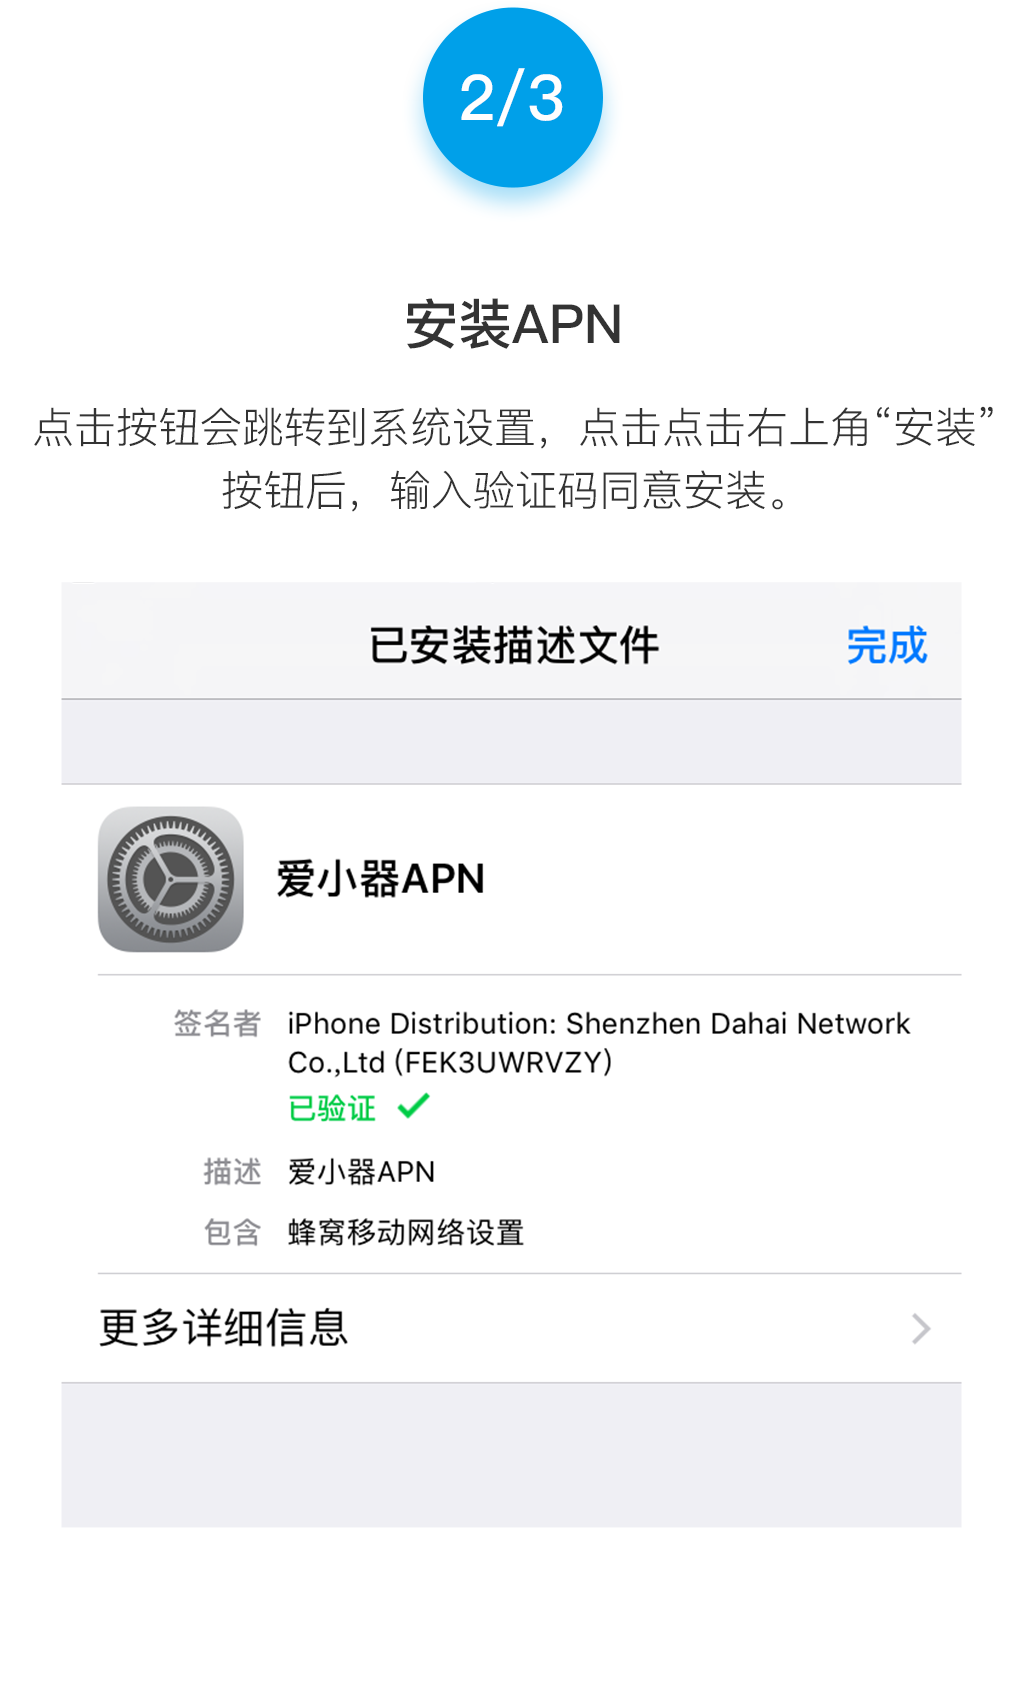 2/3
安装APN
点击按钮会跳转到系统设置，点击点击右上角“安装”
按钮后，输入验证码同意安装。
已安装描述文件 完成
爱小器APN
签名者 iPhone Distribution: Shenzhen Dahai Network
Co.,Ltd (FEK3UWRVZY)
已验证
描述 爱小器APN
包含 蜂窝移动网络设置
更多详细信息